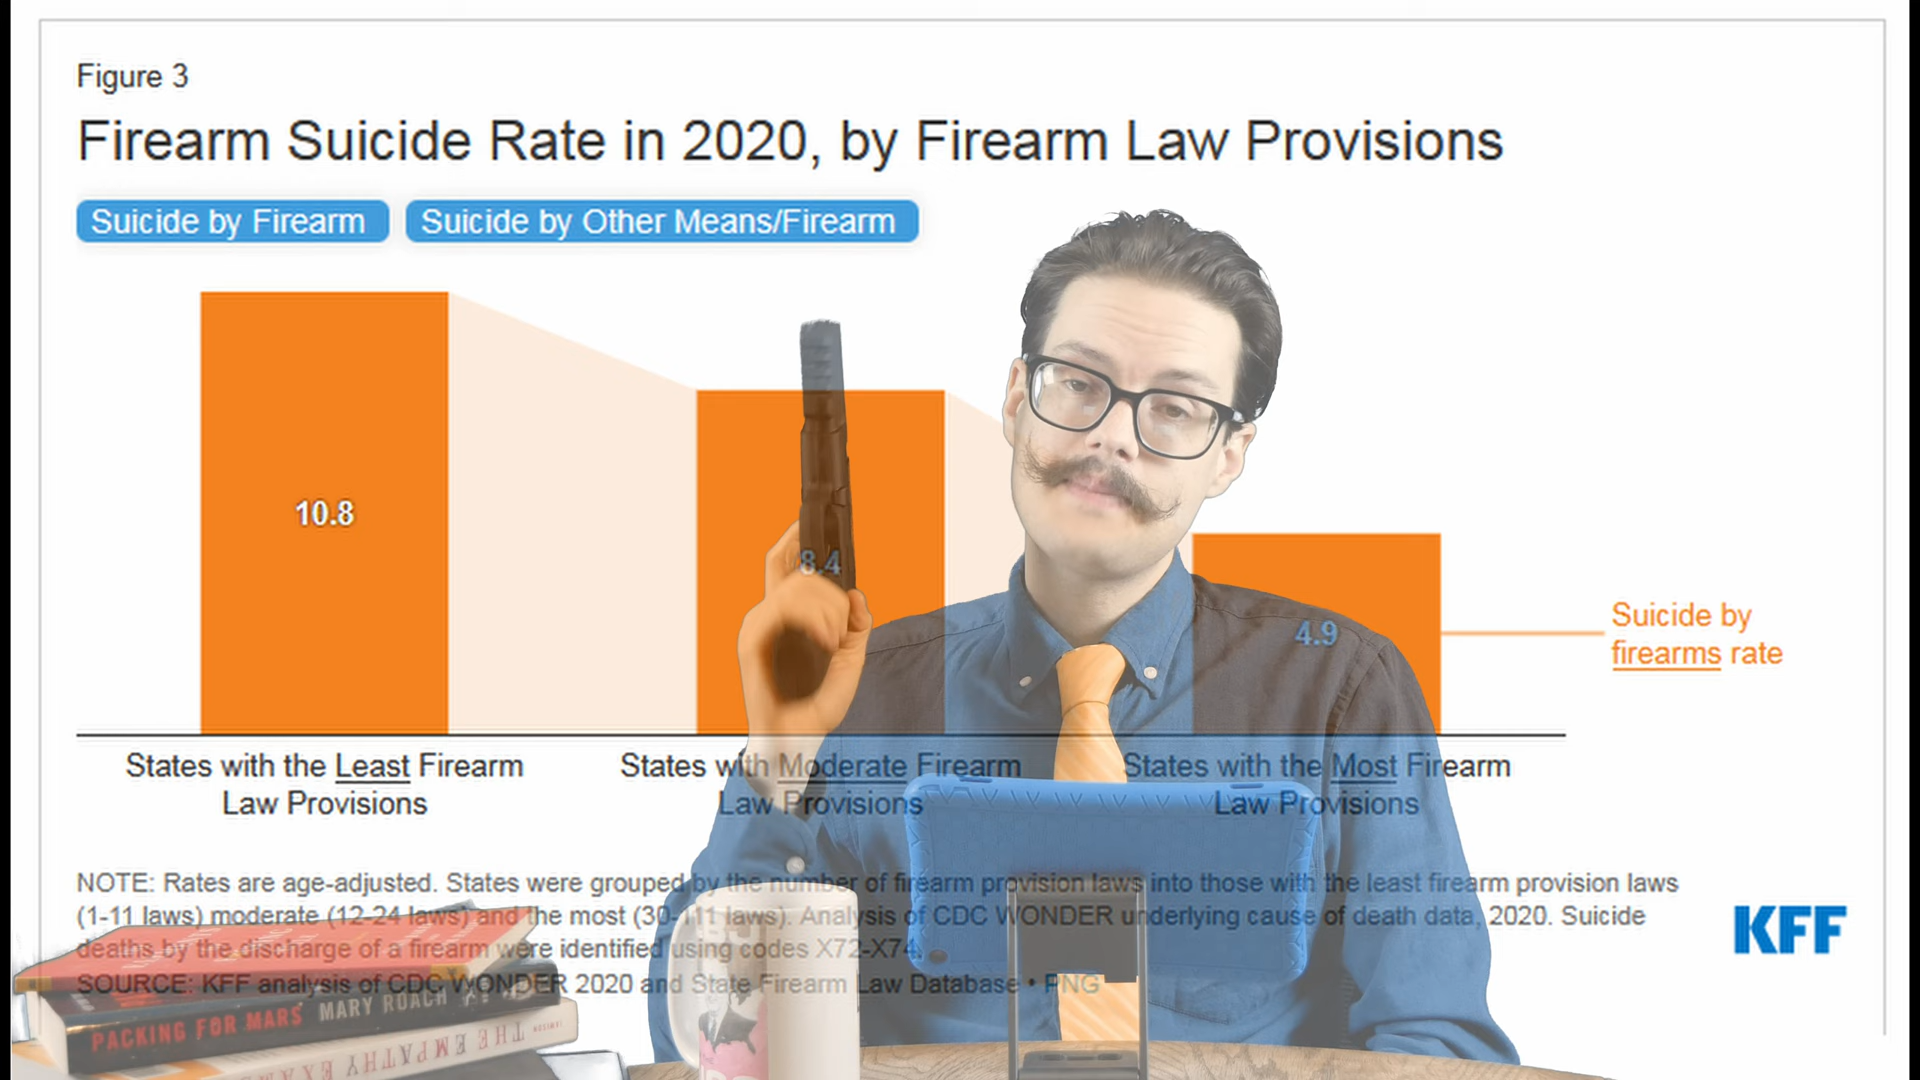 Figure 3
Firearm Suicide Rate in 2020, by Firearm Law Provisions
Suicide by Firearm
Suicide by Other Means/Firearm
10.8
8.4
4.9
Suicide by
firearms rate
States with the Least Firearm
Law Provisions
States with Moderate Firearm
Law Provisions
States with the Most Firearm
Law Provisions
NOTE: Rates are age-adjusted. States were grouped by the number of firearm provision laws into those with the least firearm provision laws
(1-11 laws) moderate (12-24 laws) and the most (30-111 laws). Analysis of CDC WONDER underlying cause of death data, 2020. Suicide
deaths by the discharge of a firearm were identified using codes X72-X74.
SOURCE: KFF analysis of CDC WONDER 2020 and State Firearm Law Database • PNG
KFF
PACKING FOR MARS MARY ROACH
THE EMPATHY EXAMS